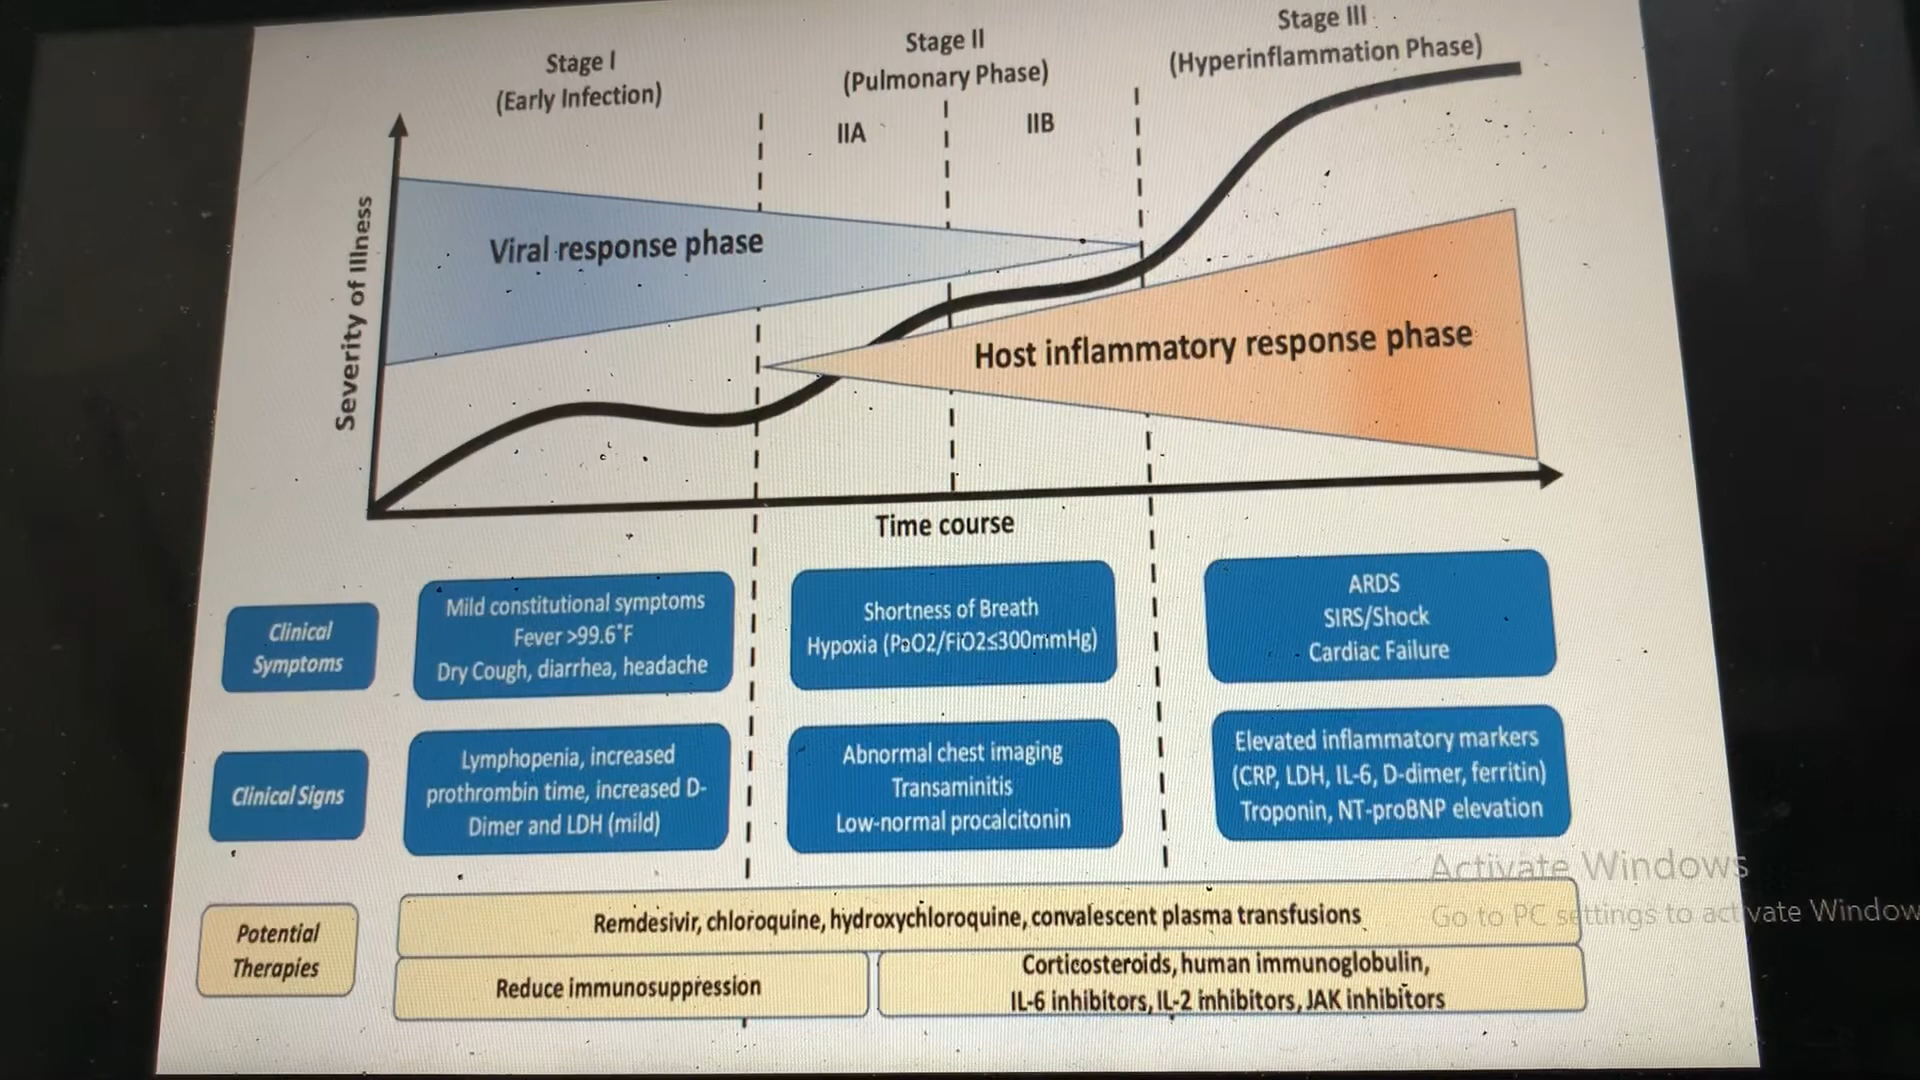 Stage I
(Early Infection)
Stage II
(Pulmonary Phase)
Stage III
(Hyperinflammation Phase)
IIA
IIB
Severity of Illness
Viral response phase
Host inflammatory response phase
Time course
Clinical
Symptoms
Mild constitutional symptoms
Fever >99.6°F
Dry Cough, diarrhea, headache
Shortness of Breath
Hypoxia (PaO2/FiO2≤300mmHg)
ARDS
SIRS/Shock
Cardiac Failure
Clinical Signs
Lymphopenia, increased
prothrombin time, increased D-
Dimer and LDH (mild)
Abnormal chest imaging
Transaminitis
Low-normal procalcitonin
Elevated inflammatory markers
(CRP, LDH, IL-6, D-dimer, ferritin)
Troponin, NT-proBNP elevation
Activate Windows
Go to PC settings to activate Window
Potential
Therapies
Remdesivir, chloroquine, hydroxychloroquine, convalescent plasma transfusions
Reduce immunosuppression
Corticosteroids, human immunoglobulin,
IL-6 inhibitors, IL-2 inhibitors, JAK inhibitors